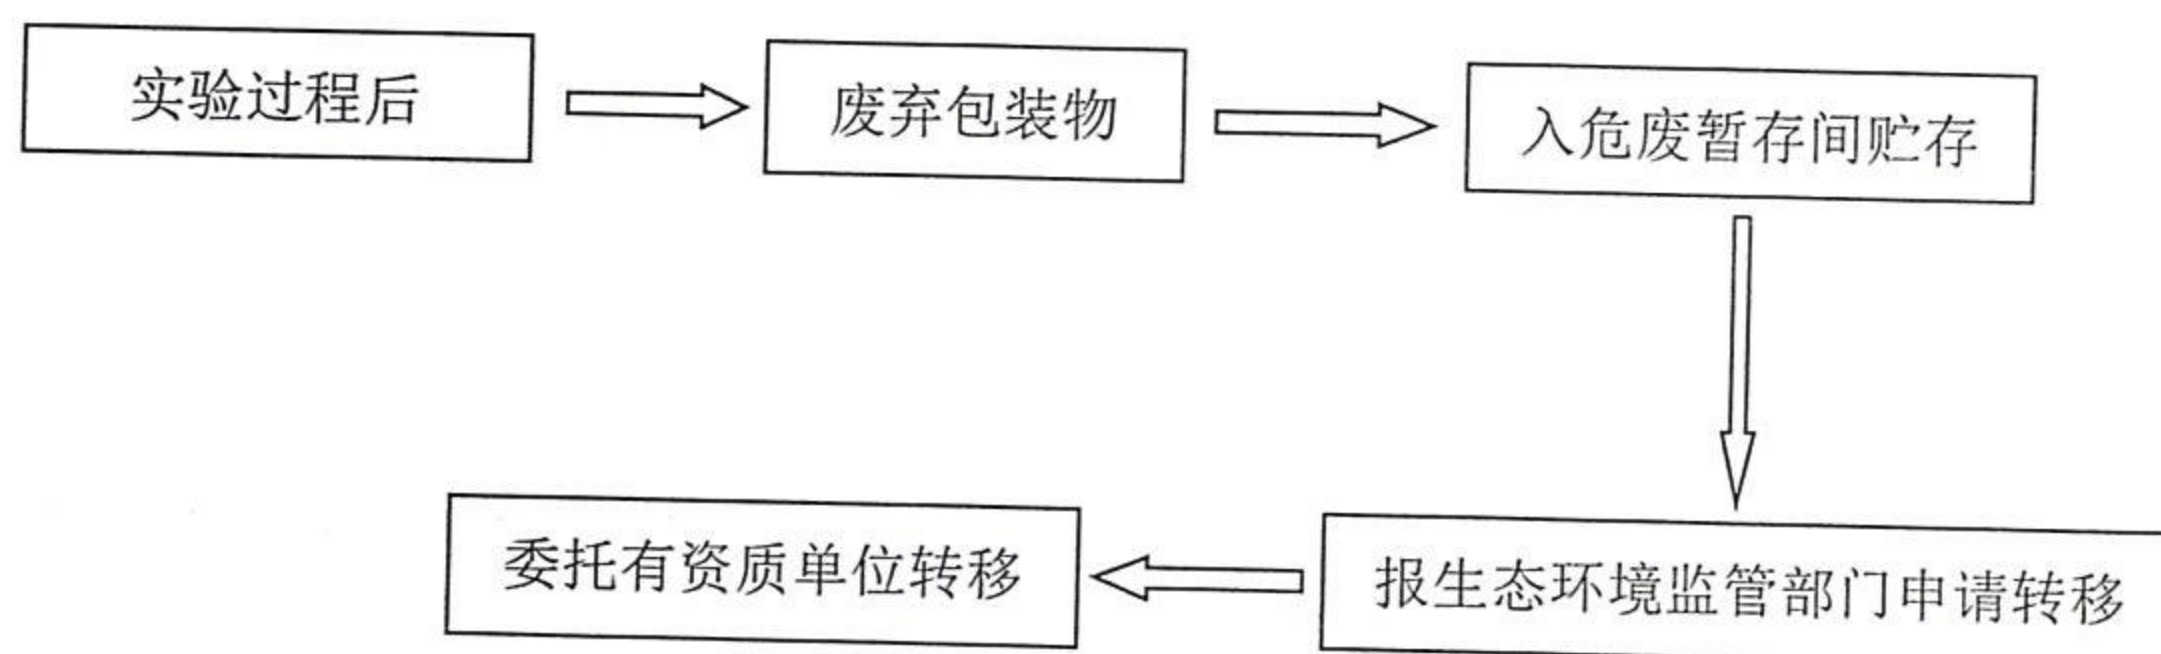 实验过程后
废弃包装物
入危废暂存间贮存
报生态环境监管部门申请转移
委托有资质单位转移